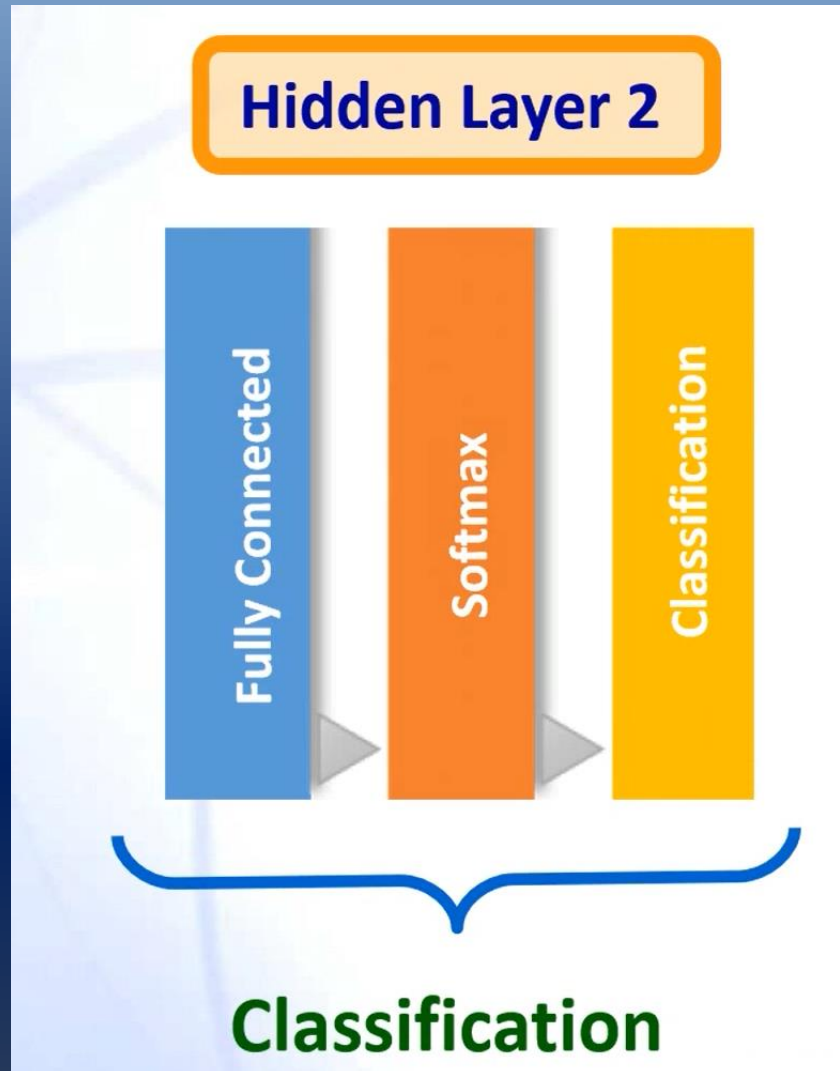 Hidden Layer 2
Fully Connected
Softmax
Classification
Classification